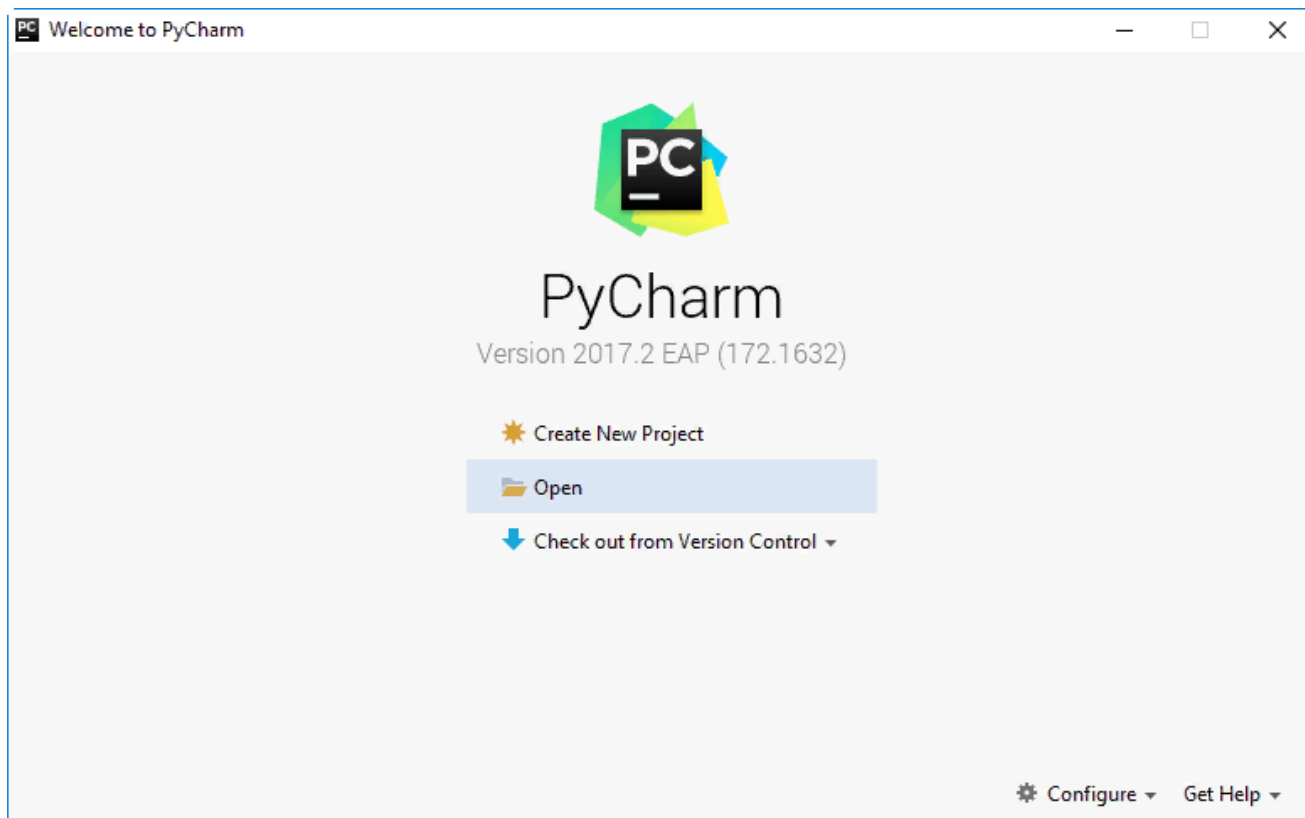 PC Welcome to PyCharm
PC
PyCharm
Version 2017.2 EAP (172.1632)
Create New Project
Open
Check out from Version Control
Configure Get Help